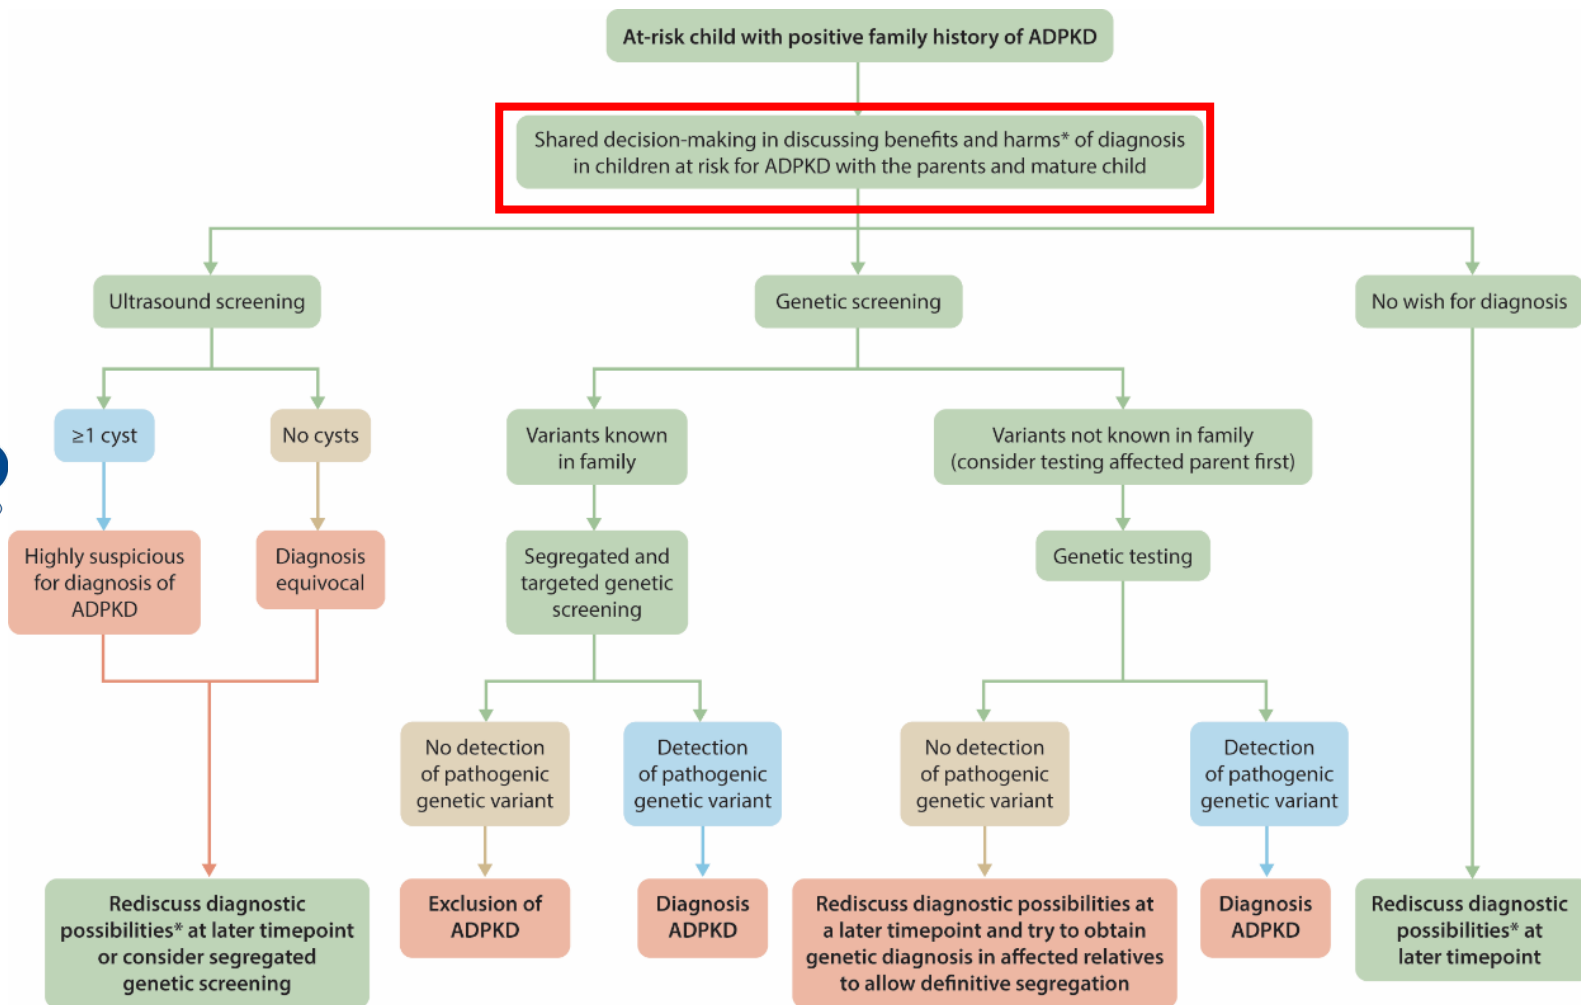 At-risk child with positive family history of ADPKD
Shared decision-making in discussing benefits and harms* of diagnosis
in children at risk for ADPKD with the parents and mature child
Ultrasound screening
Genetic screening
No wish for diagnosis
≥1 cyst
No cysts
Variants known
in family
Variants not known in family
(consider testing affected parent first)
Highly suspicious
for diagnosis of
ADPKD
Diagnosis
equivocal
Segregated and
targeted genetic
screening
Genetic testing
No detection
of pathogenic
genetic variant
Detection
of pathogenic
genetic variant
No detection
of pathogenic
genetic variant
Detection
of pathogenic
genetic variant
Rediscuss diagnostic
possibilities* at later timepoint
or consider segregated
genetic screening
Exclusion of
ADPKD
Diagnosis
ADPKD
Rediscuss diagnostic possibilities at
a later timepoint and try to obtain
genetic diagnosis in affected relatives
to allow definitive segregation
Diagnosis
ADPKD
Rediscuss diagnostic
possibilities* at
later timepoint